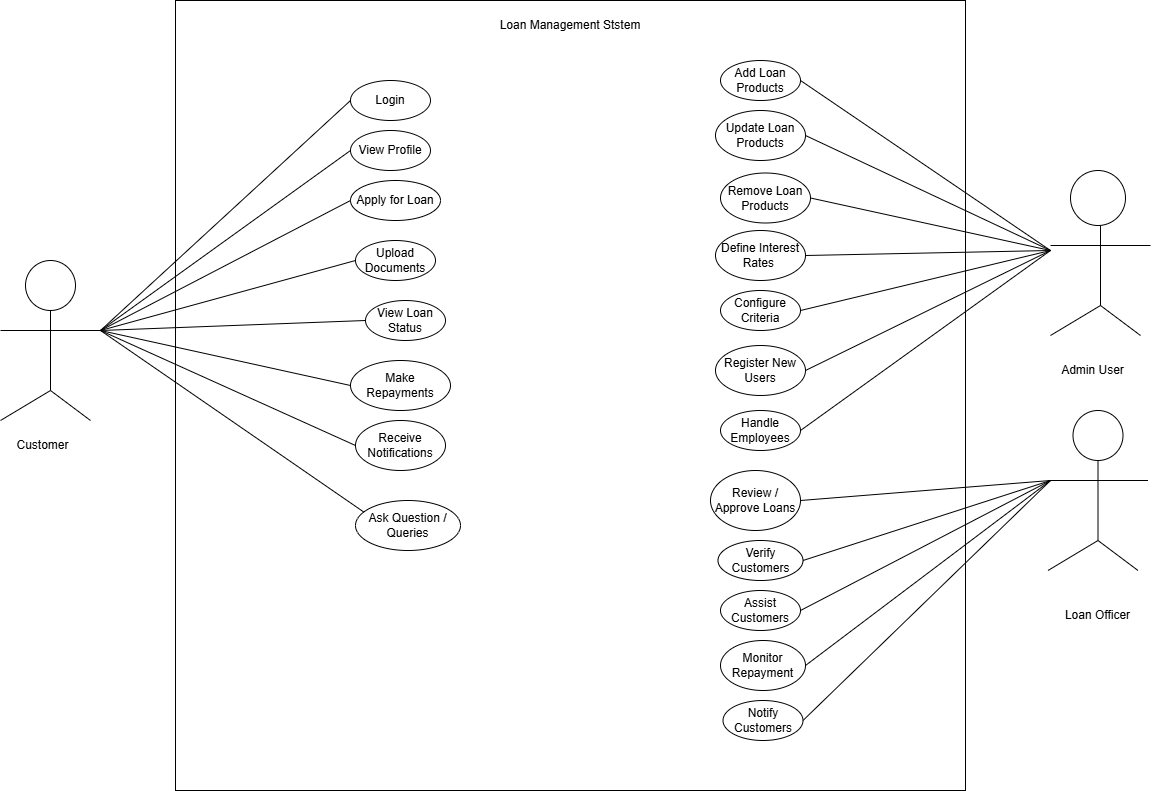 Loan Management Ststem
Login
View Profile
Apply for Loan
Upload
Documents
View Loan
Status
Make
Repayments
Receive
Notifications
Ask Question /
Queries
Customer
Add Loan
Products
Update Loan
Products
Remove Loan
Products
Define Interest
Rates
Configure
Criteria
Register New
Users
Handle
Employees
Review /
Approve Loans
Verify
Customers
Assist
Customers
Monitor
Repayment
Notify
Customers
Admin User
Loan Officer